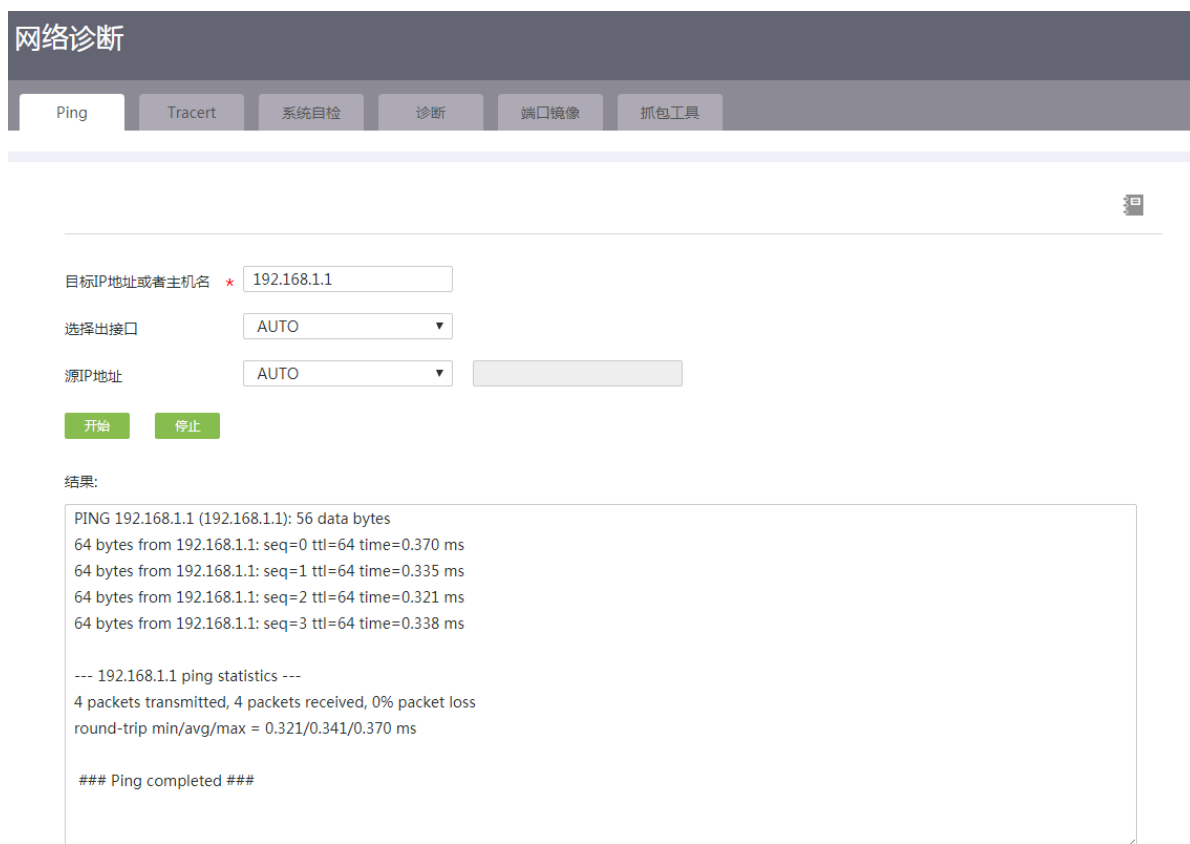 网络诊断
Ping Tracert 系统自检 诊断 端口镜像 抓包工具
目标IP地址或者主机名 * 192.168.1.1
选择出接口 AUTO
源IP地址 AUTO
开始 停止
结果:
PING 192.168.1.1 (192.168.1.1): 56 data bytes
64 bytes from 192.168.1.1: seq=0 ttl=64 time=0.370 ms
64 bytes from 192.168.1.1: seq=1 ttl=64 time=0.335 ms
64 bytes from 192.168.1.1: seq=2 ttl=64 time=0.321 ms
64 bytes from 192.168.1.1: seq=3 ttl=64 time=0.338 ms
--- 192.168.1.1 ping statistics ---
4 packets transmitted, 4 packets received, 0% packet loss
round-trip min/avg/max = 0.321/0.341/0.370 ms
### Ping completed ###